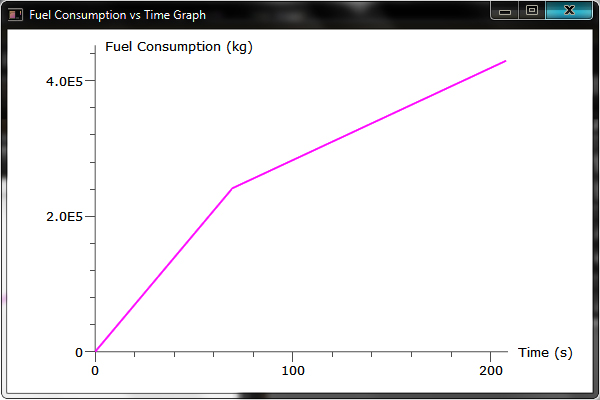 Fuel Consumption vs Time Graph
Fuel Consumption (kg)
4.0E5
2.0E5
0
Time (s)
0 100 200